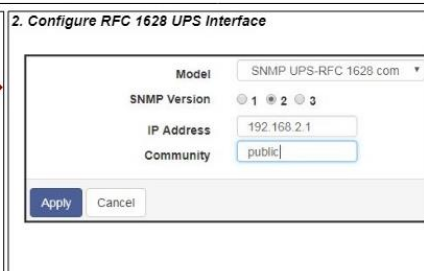 2. Configure RFC 1628 UPS Interface
Model SNMP UPS-RFC 1628 com
SNMP Version 1 2 3
IP Address 192.168.2.1
Community public
Apply Cancel